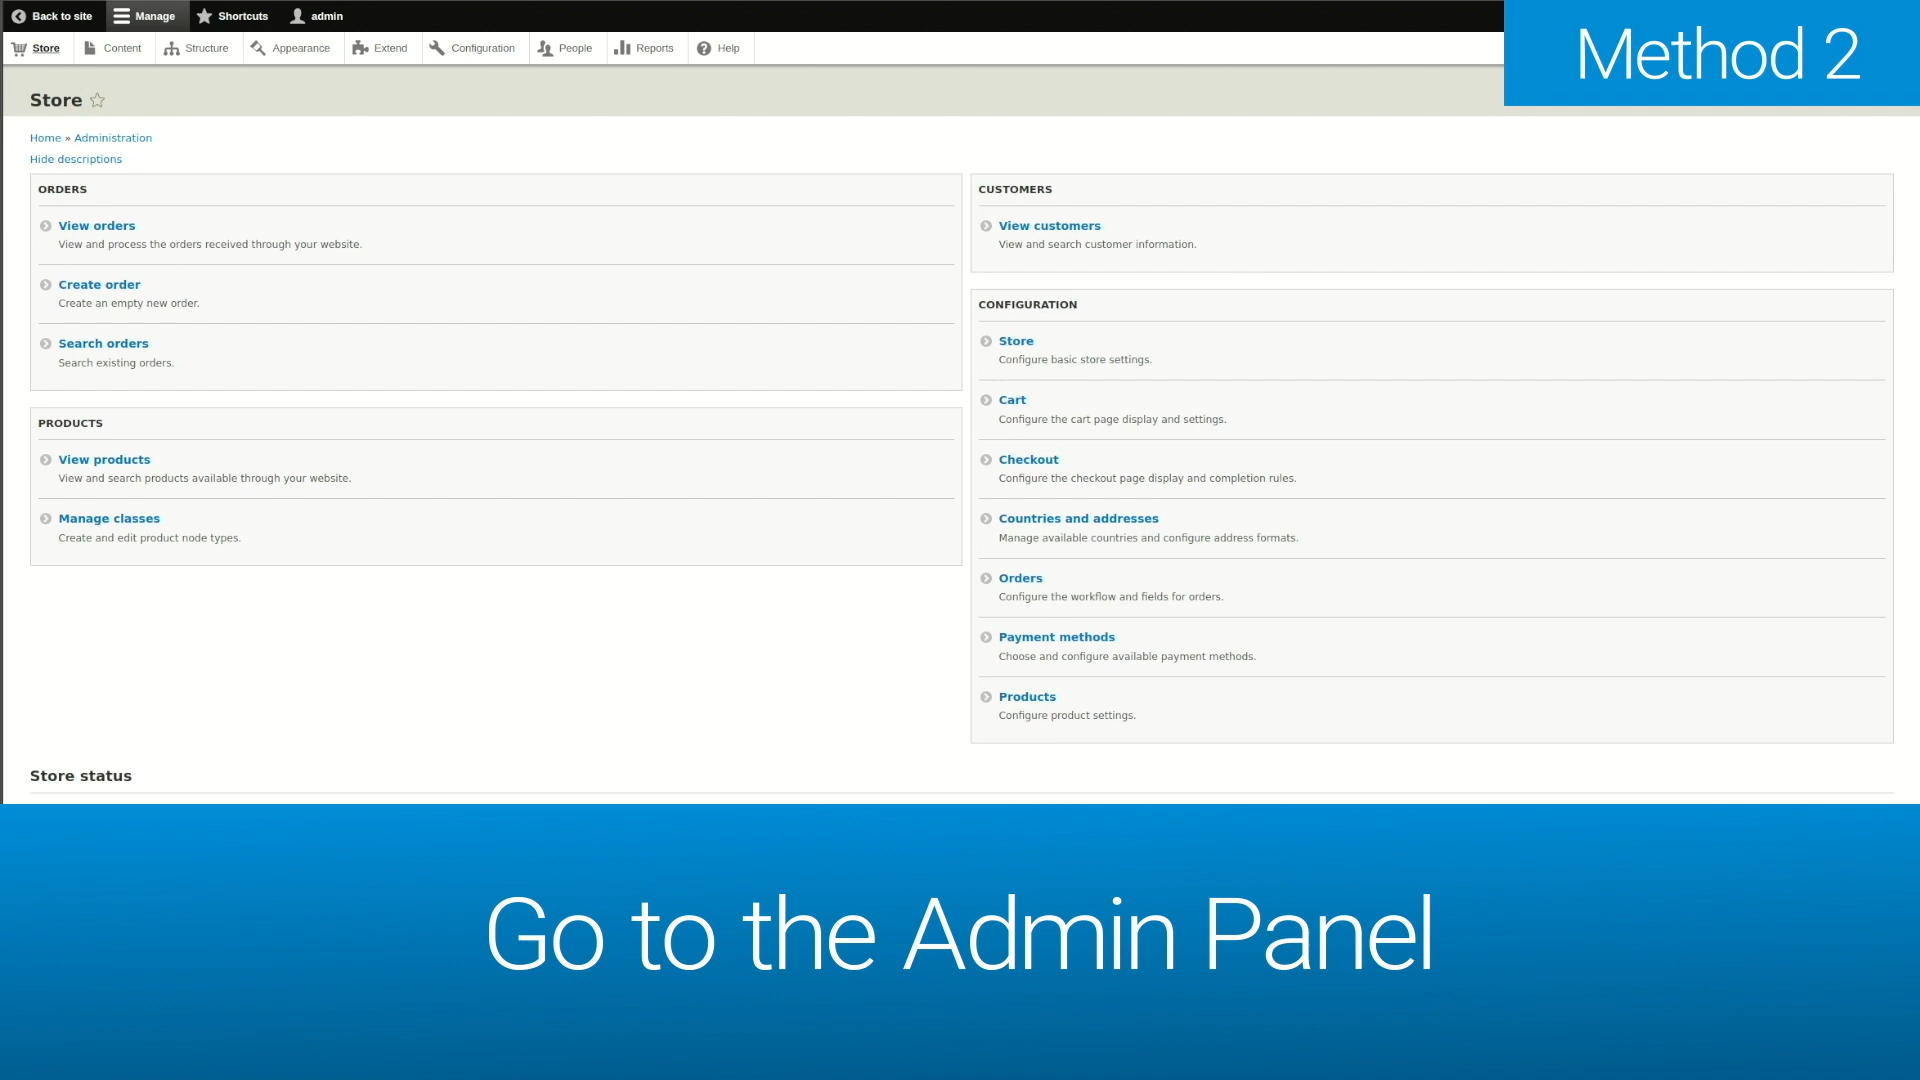 Back to site Manage Shortcuts admin
Store Content Structure Appearance Extend Configuration People Reports Help
Method 2
Store
Home » Administration
Hide descriptions
ORDERS
View orders
View and process the orders received through your website.
Create order
Create an empty new order.
Search orders
Search existing orders.
PRODUCTS
View products
View and search products available through your website.
Manage classes
Create and edit product node types.
CUSTOMERS
View customers
View and search customer information.
CONFIGURATION
Store
Configure basic store settings.
Cart
Configure the cart page display and settings.
Checkout
Configure the checkout page display and completion rules.
Countries and addresses
Manage available countries and configure address formats.
Orders
Configure the workflow and fields for orders.
Payment methods
Choose and configure available payment methods.
Products
Configure product settings.
Store status
Go to the Admin Panel